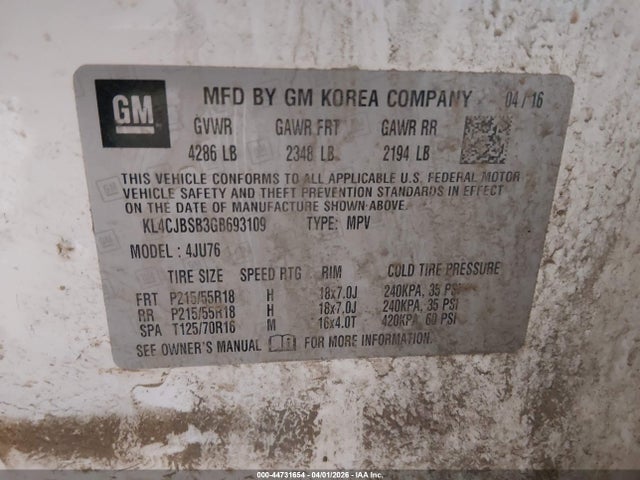 GM
MFD BY GM KOREA COMPANY 04/16
GVWR GAWR FRT GAWR RR
4286 LB 2348 LB 2194 LB
THIS VEHICLE CONFORMS TO ALL APPLICABLE U.S. FEDERAL MOTOR
VEHICLE SAFETY AND THEFT PREVENTION STANDARDS IN EFFECT
ON THE DATE OF MANUFACTURE SHOWN ABOVE.
KL4CJBSB3GB693109 TYPE: MPV
MODEL: 4JU76
TIRE SIZE SPEED RTG RIM COLD TIRE PRESSURE
FRT P215/55R18 H 18x7.0J 240KPA, 35 PSI
RR P215/55R18 H 18x7.0J 240KPA, 35 PSI
SPA T125/70R16 M 16x4.0T 420KPA, 60 PSI
SEE OWNER'S MANUAL FOR MORE INFORMATION.
000-44731654 - 04/01/2026 - IAA Inc.